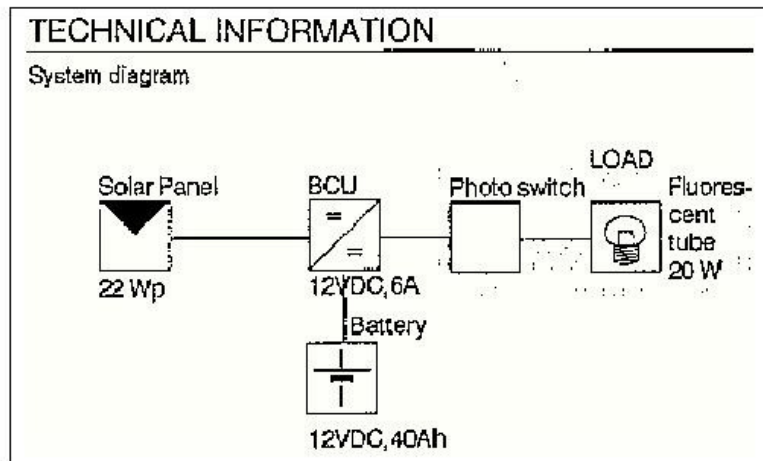 TECHNICAL INFORMATION
System diagram
LOAD
Solar Panel
BCU
Photo switch
Fluores-
cent
tube
20 W
22 Wp
12VDC, 6A
Battery
12VDC, 40Ah